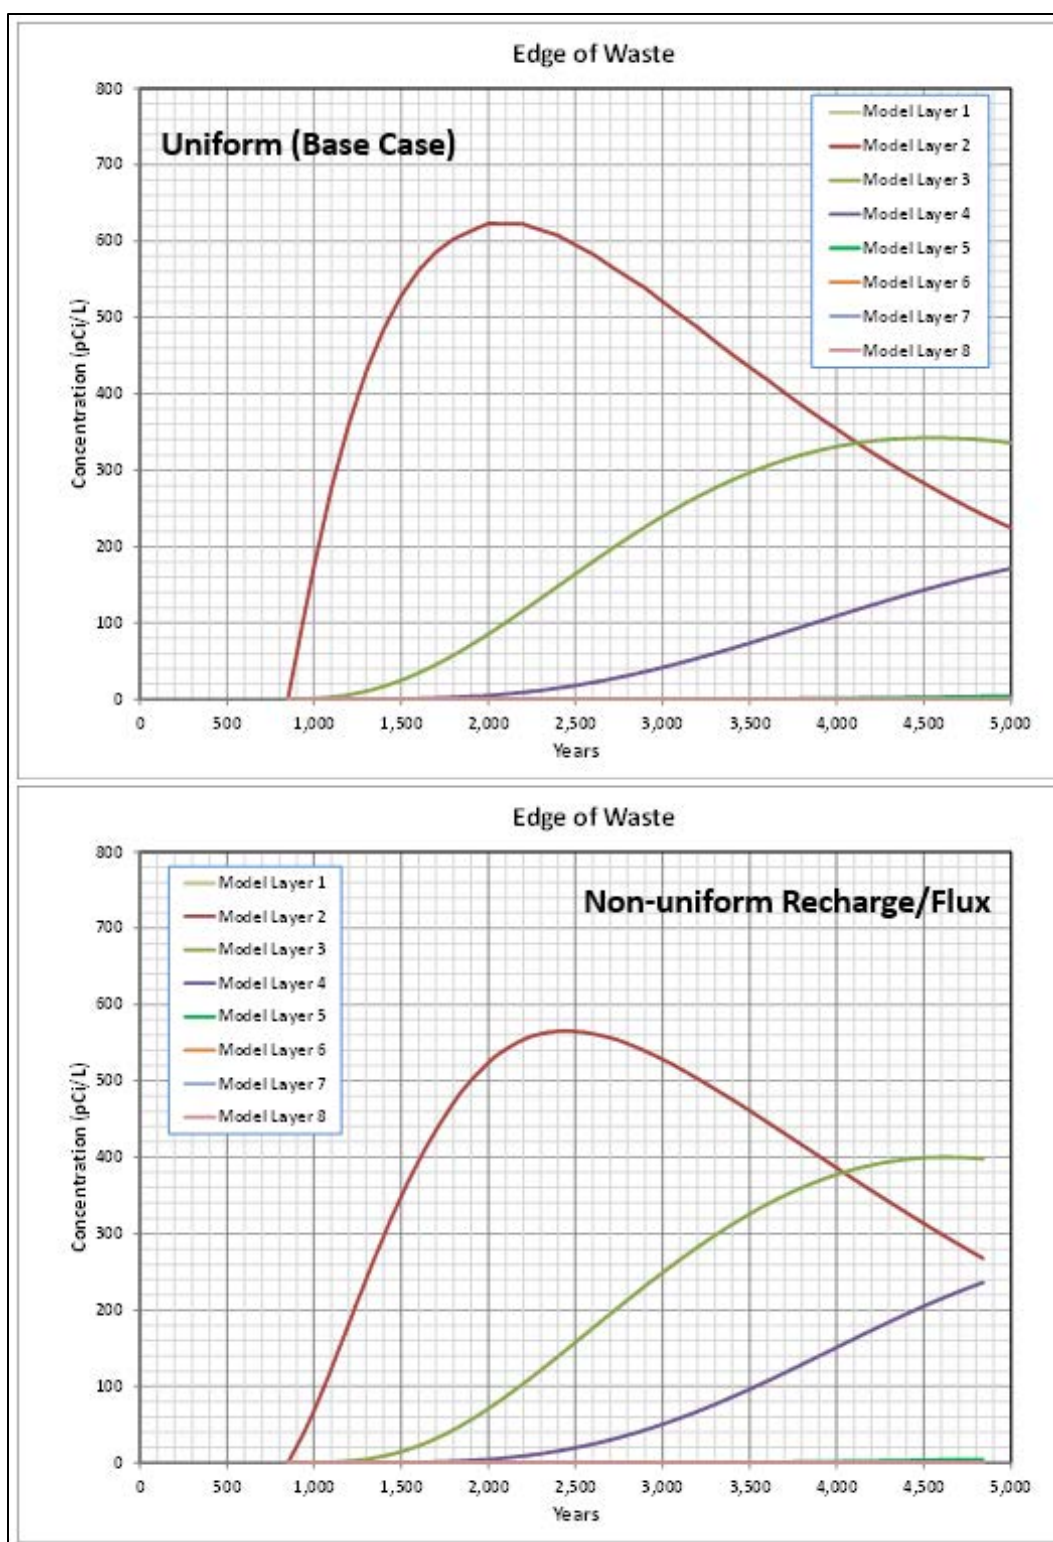 Edge of Waste
Uniform (Base Case)
800
700
600
500
400
300
200
100
0
Concentration (pCi/L)
Model Layer 1
Model Layer 2
Model Layer 3
Model Layer 4
Model Layer 5
Model Layer 6
Model Layer 7
Model Layer 8
0 500 1,000 1,500 2,000 2,500 3,000 3,500 4,000 4,500 5,000
Years
Edge of Waste
Non-uniform Recharge/Flux
800
700
600
500
400
300
200
100
0
Concentration (pCi/L)
Model Layer 1
Model Layer 2
Model Layer 3
Model Layer 4
Model Layer 5
Model Layer 6
Model Layer 7
Model Layer 8
0 500 1,000 1,500 2,000 2,500 3,000 3,500 4,000 4,500 5,000
Years